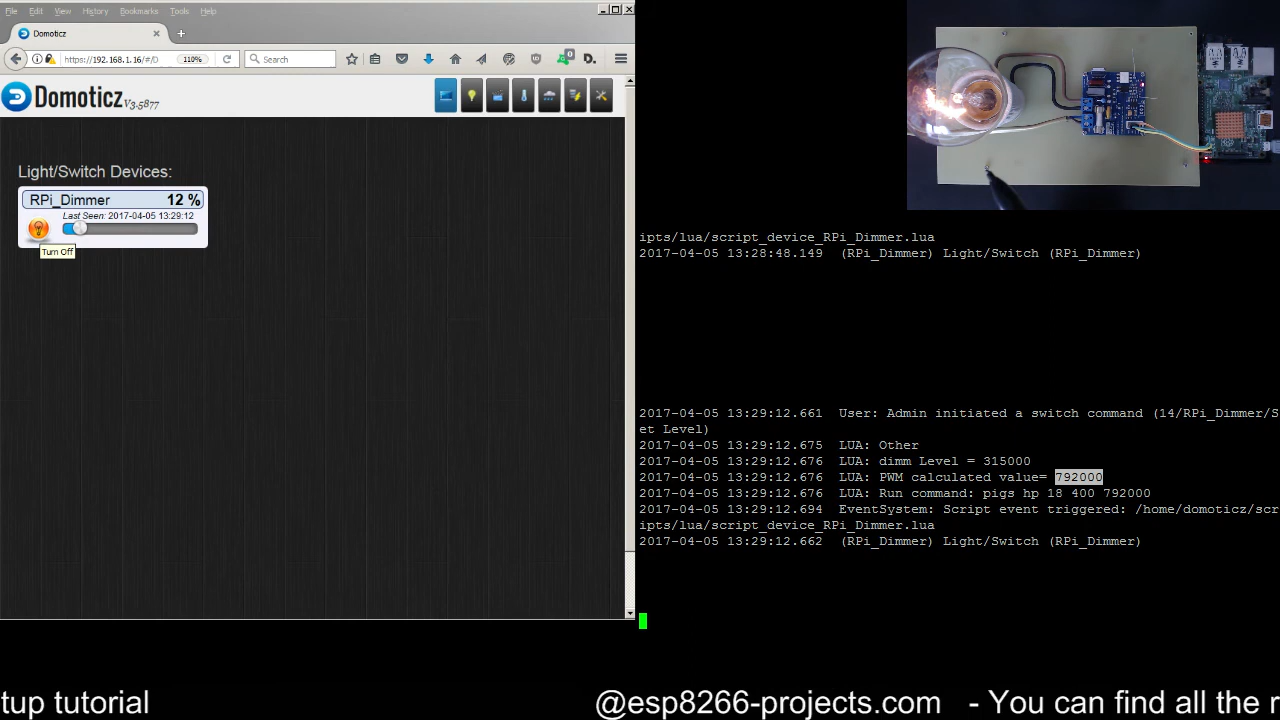 File Edit View History Bookmarks Tools Help
Domoticz
https://192.168.1.16/#/D
110%
Search
Domoticz V3.5877
Light/Switch Devices:
RPi_Dimmer 12 %
Last Seen: 2017-04-05 13:29:12
Turn Off
ipts/lua/script_device_RPi_Dimmer.lua
2017-04-05 13:28:48.149 (RPi_Dimmer) Light/Switch (RPi_Dimmer)
2017-04-05 13:29:12.661 User: Admin initiated a switch command (14/RPi_Dimmer/S
et Level)
2017-04-05 13:29:12.675 LUA: Other
2017-04-05 13:29:12.676 LUA: dimm Level = 315000
2017-04-05 13:29:12.676 LUA: PWM calculated value= 792000
2017-04-05 13:29:12.676 LUA: Run command: pigs hp 18 400 792000
2017-04-05 13:29:12.694 EventSystem: Script event triggered: /home/domoticz/scr
ipts/lua/script_device_RPi_Dimmer.lua
2017-04-05 13:29:12.662 (RPi_Dimmer) Light/Switch (RPi_Dimmer)
tup tutorial @esp8266-projects.com - You can find all the r